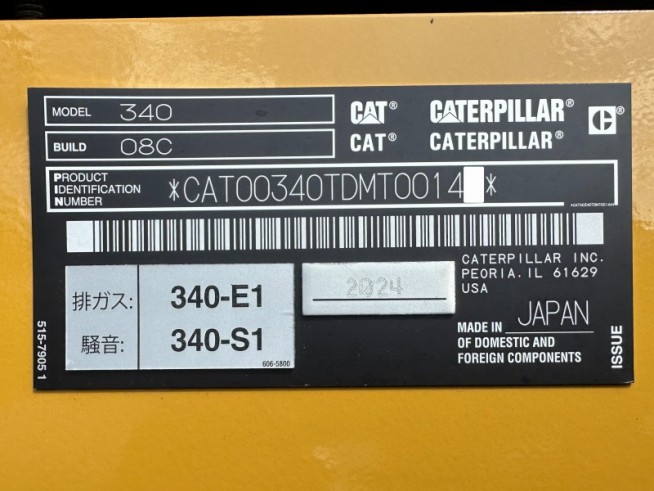 MODEL 340 CAT® CATERPILLAR® C®
BUILD 08C CAT® CATERPILLAR®
PRODUCT
IDENTIFICATION
NUMBER
*CAT00340TDMT0014 *
CATERPILLAR INC.
PEORIA. IL 61629
USA
排ガス: 340-E1
騒音: 340-S1
606-5800
2024
MADE IN JAPAN
OF DOMESTIC AND
FOREIGN COMPONENTS
515-7905 1
ISSUE